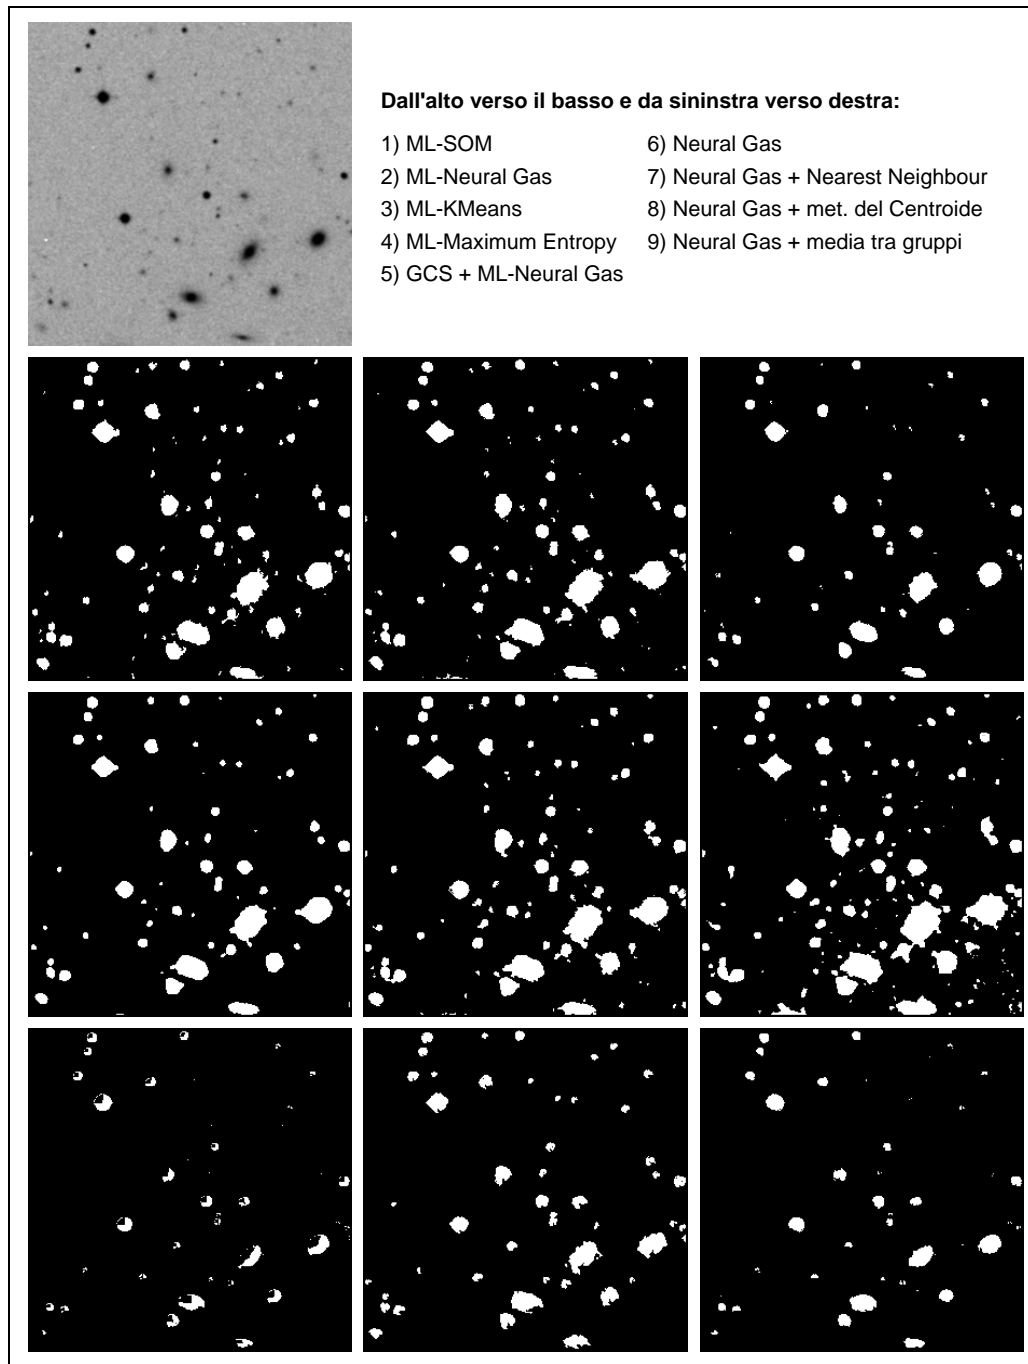 Dall'alto verso il basso e da sininstra verso destra:
1) ML-SOM
2) ML-Neural Gas
3) ML-KMeans
4) ML-Maximum Entropy
5) GCS + ML-Neural Gas
6) Neural Gas
7) Neural Gas + Nearest Neighbour
8) Neural Gas + met. del Centroide
9) Neural Gas + media tra gruppi